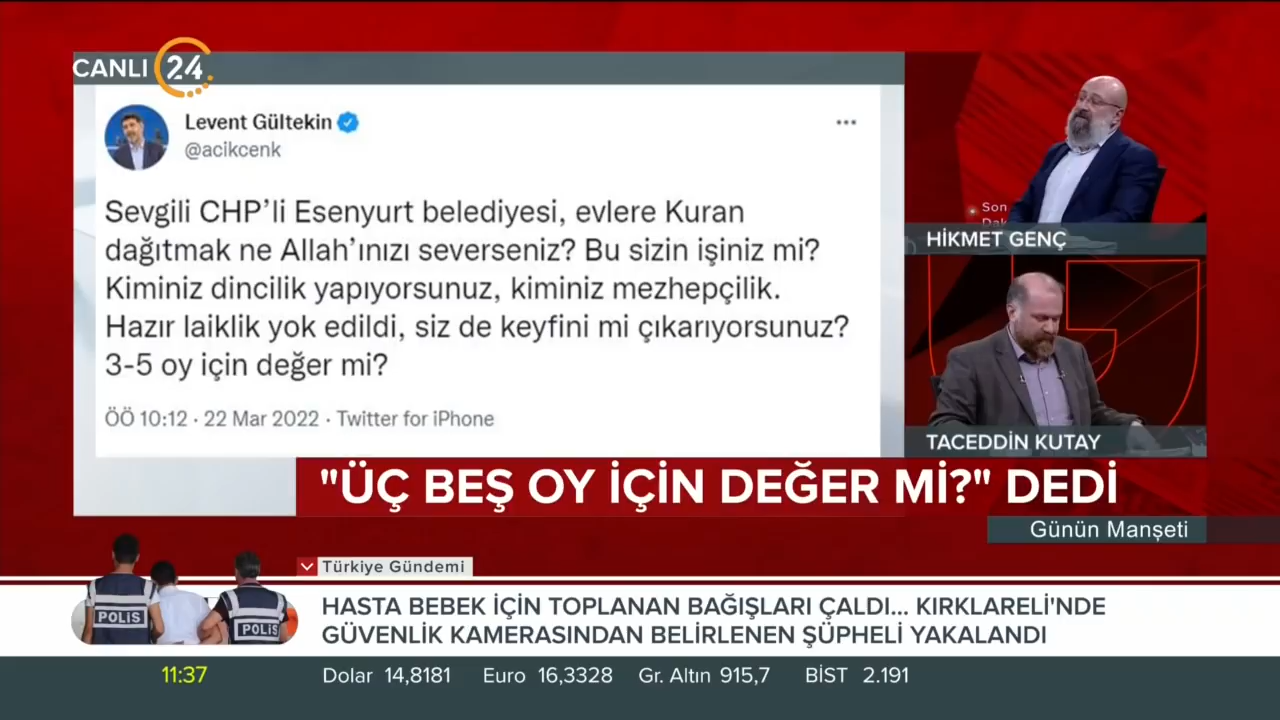 CANLI 24
Levent Gültekin
@acikcenk
Sevgili CHP’li Esenyurt belediyesi, evlere Kuran
dağıtmak ne Allah’ınızı severseniz? Bu sizin işiniz mi?
Kiminiz dincilik yapıyorsunuz, kiminiz mezhepçilik.
Hazır laiklik yok edildi, siz de keyfini mi çıkarıyorsunuz?
3-5 oy için değer mi?
ÖÖ 10:12 · 22 Mar 2022 · Twitter for iPhone
Son
HİKMET GENÇ
TACEDDİN KUTAY
"ÜÇ BEŞ OY İÇİN DEĞER Mİ?" DEDİ
Günün Manşeti
Türkiye Gündemi
POLİS
POLİS
HASTA BEBEK İÇİN TOPLANAN BAĞIŞLARI ÇALDI... KIRKLARELİ'NDE
GÜVENLİK KAMERASINDAN BELİRLENEN ŞÜPHELİ YAKALANDI
11:37 Dolar 14,8181 Euro 16,3328 Gr. Altın 915,7 BİST 2.191